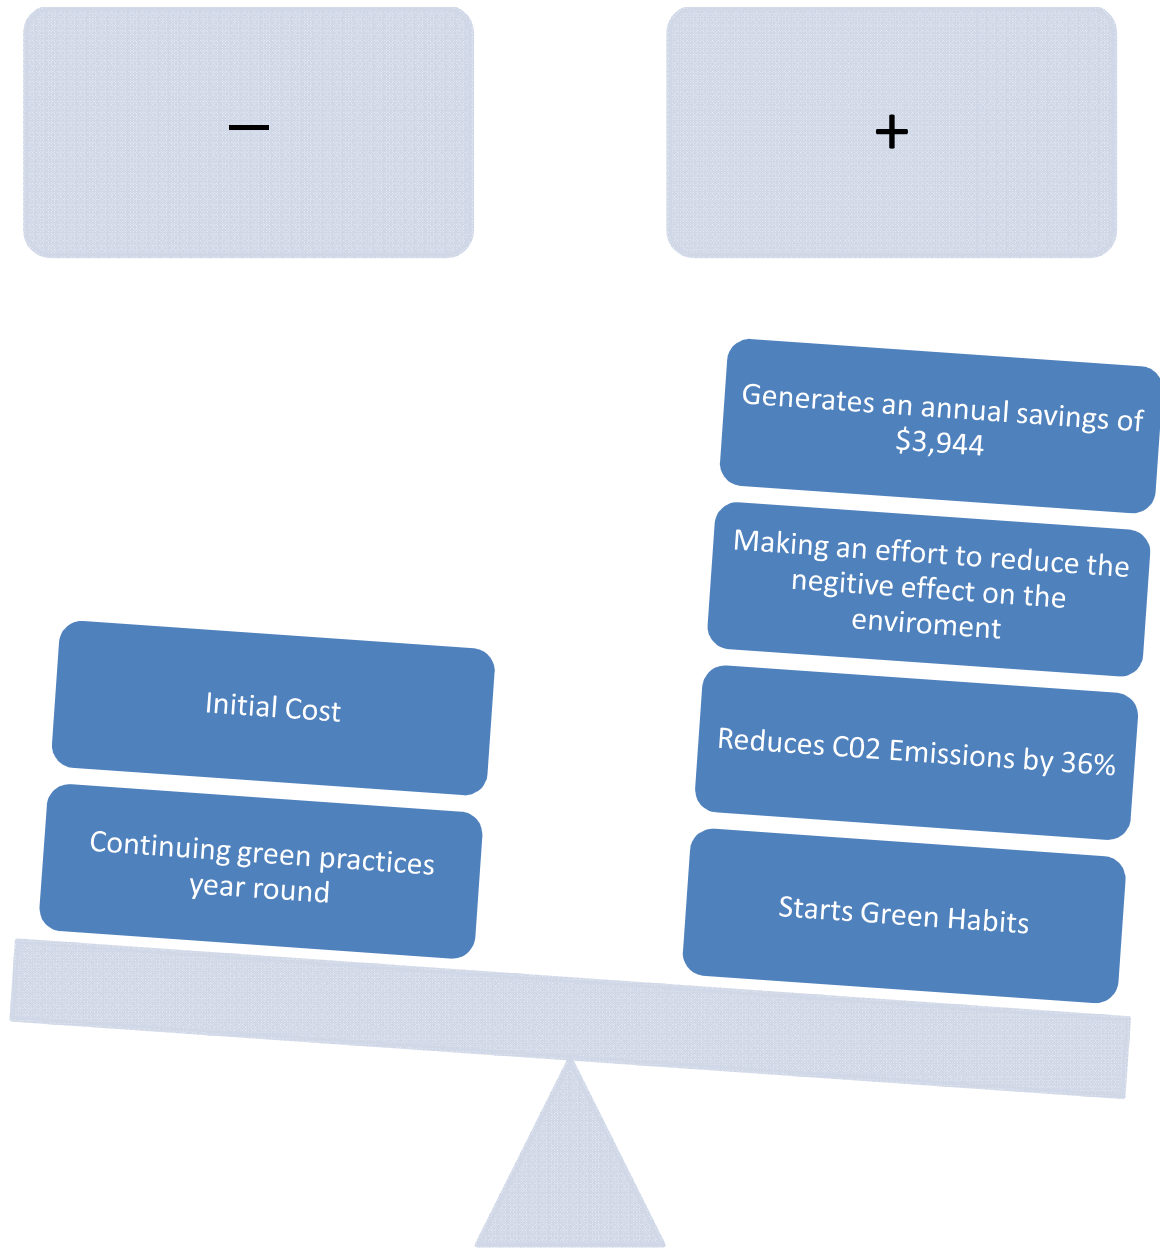 –
+
Generates an annual savings of
$3,944
Making an effort to reduce the
negitive effect on the
enviroment
Initial Cost
Reduces C02 Emissions by 36%
Continuing green practices
year round
Starts Green Habits